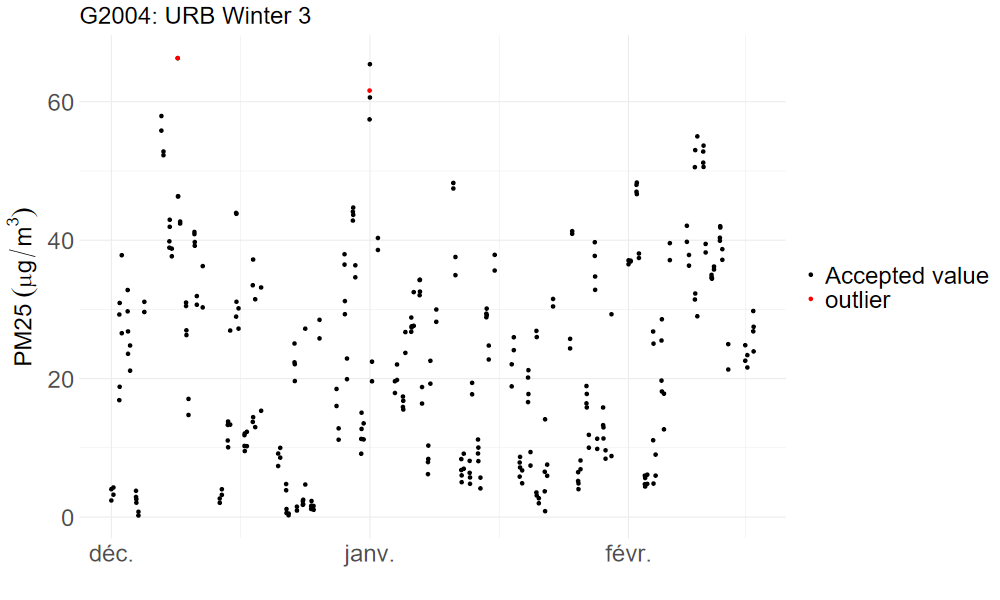 G2004: URB Winter 3
PM25 (μg/m³)
60
40
20
0
déc.
janv.
févr.
Accepted value
outlier